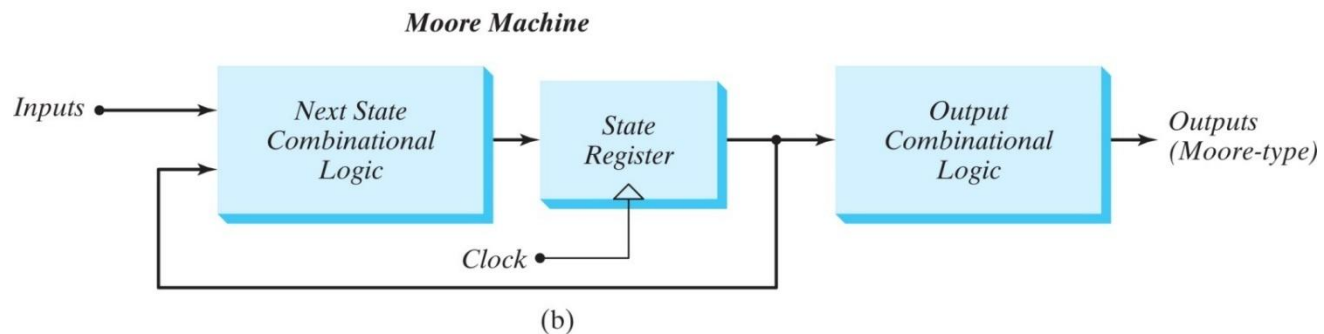 Moore Machine
Inputs
Next State
Combinational
Logic
State
Register
Output
Combinational
Logic
Outputs
(Moore-type)
Clock
(b)